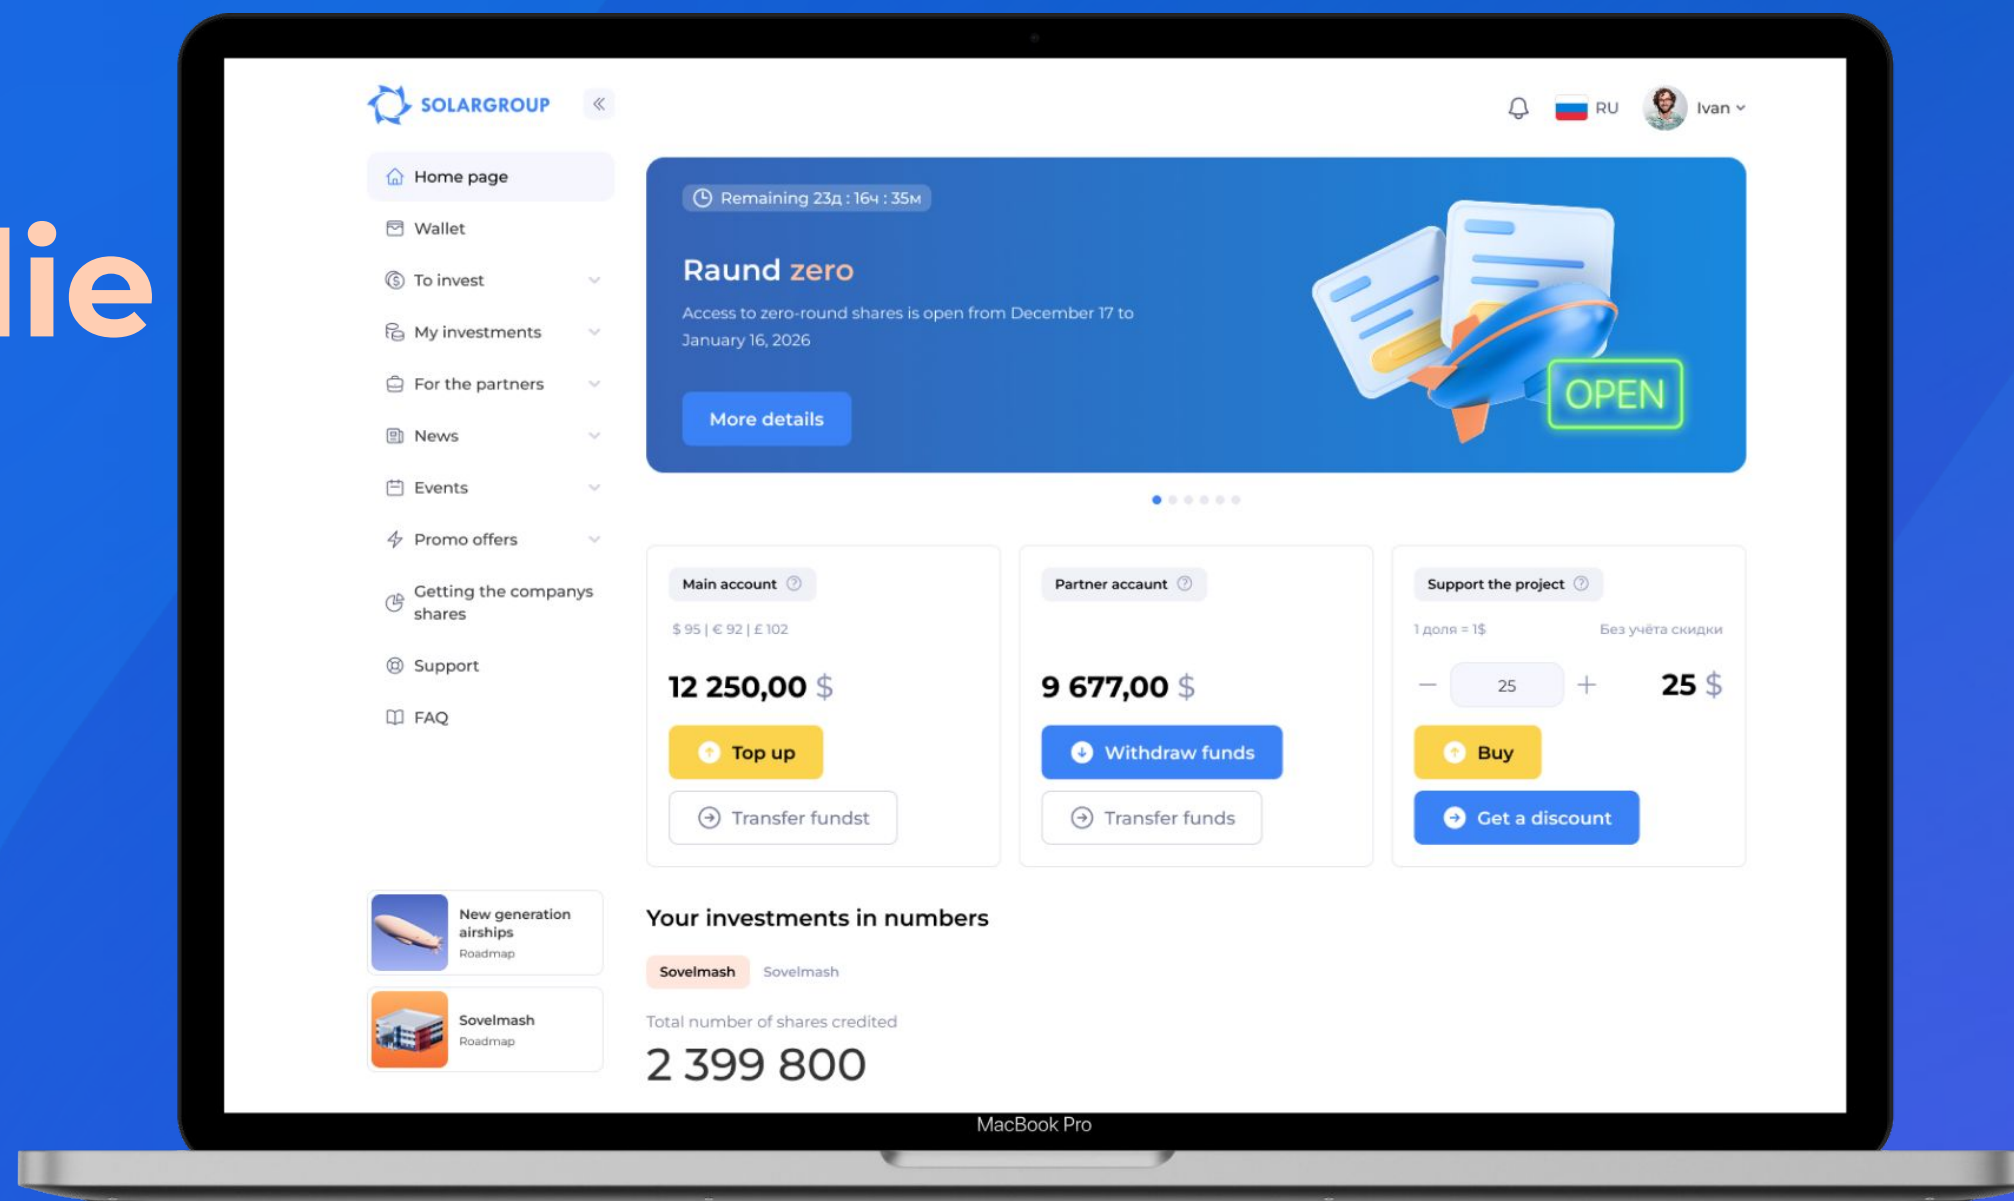 lie
SOLARGROUP
RU
Ivan
Home page
Wallet
To invest
My investments
For the partners
News
Events
Promo offers
Getting the companys
shares
Support
FAQ
New generation
airships
Roadmap
Sovelmash
Roadmap
Remaining 23д : 16ч : 35м
Raund zero
Access to zero-round shares is open from December 17 to
January 16, 2026
More details
OPEN
Main account
$ 95 | € 92 | £ 102
12 250,00 $
Top up
Transfer fundst
Partner accaunt
9 677,00 $
Withdraw funds
Transfer funds
Support the project
1 доля = 1$ Без учёта скидки
25 25 $
Buy
Get a discount
Your investments in numbers
Sovelmash Sovelmash
Total number of shares credited
2 399 800
MacBook Pro